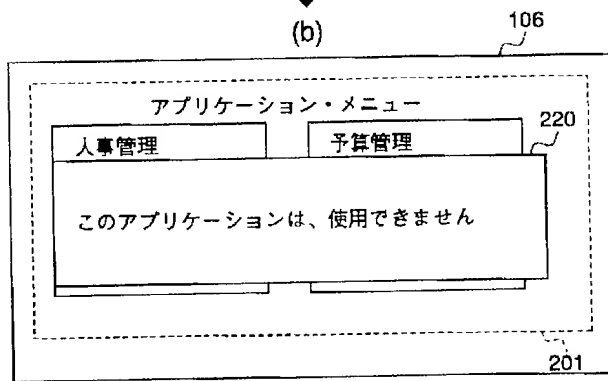 (b)
106
アプリケーション・メニュー
220
人事管理
予算管理
このアプリケーションは、使用できません
201